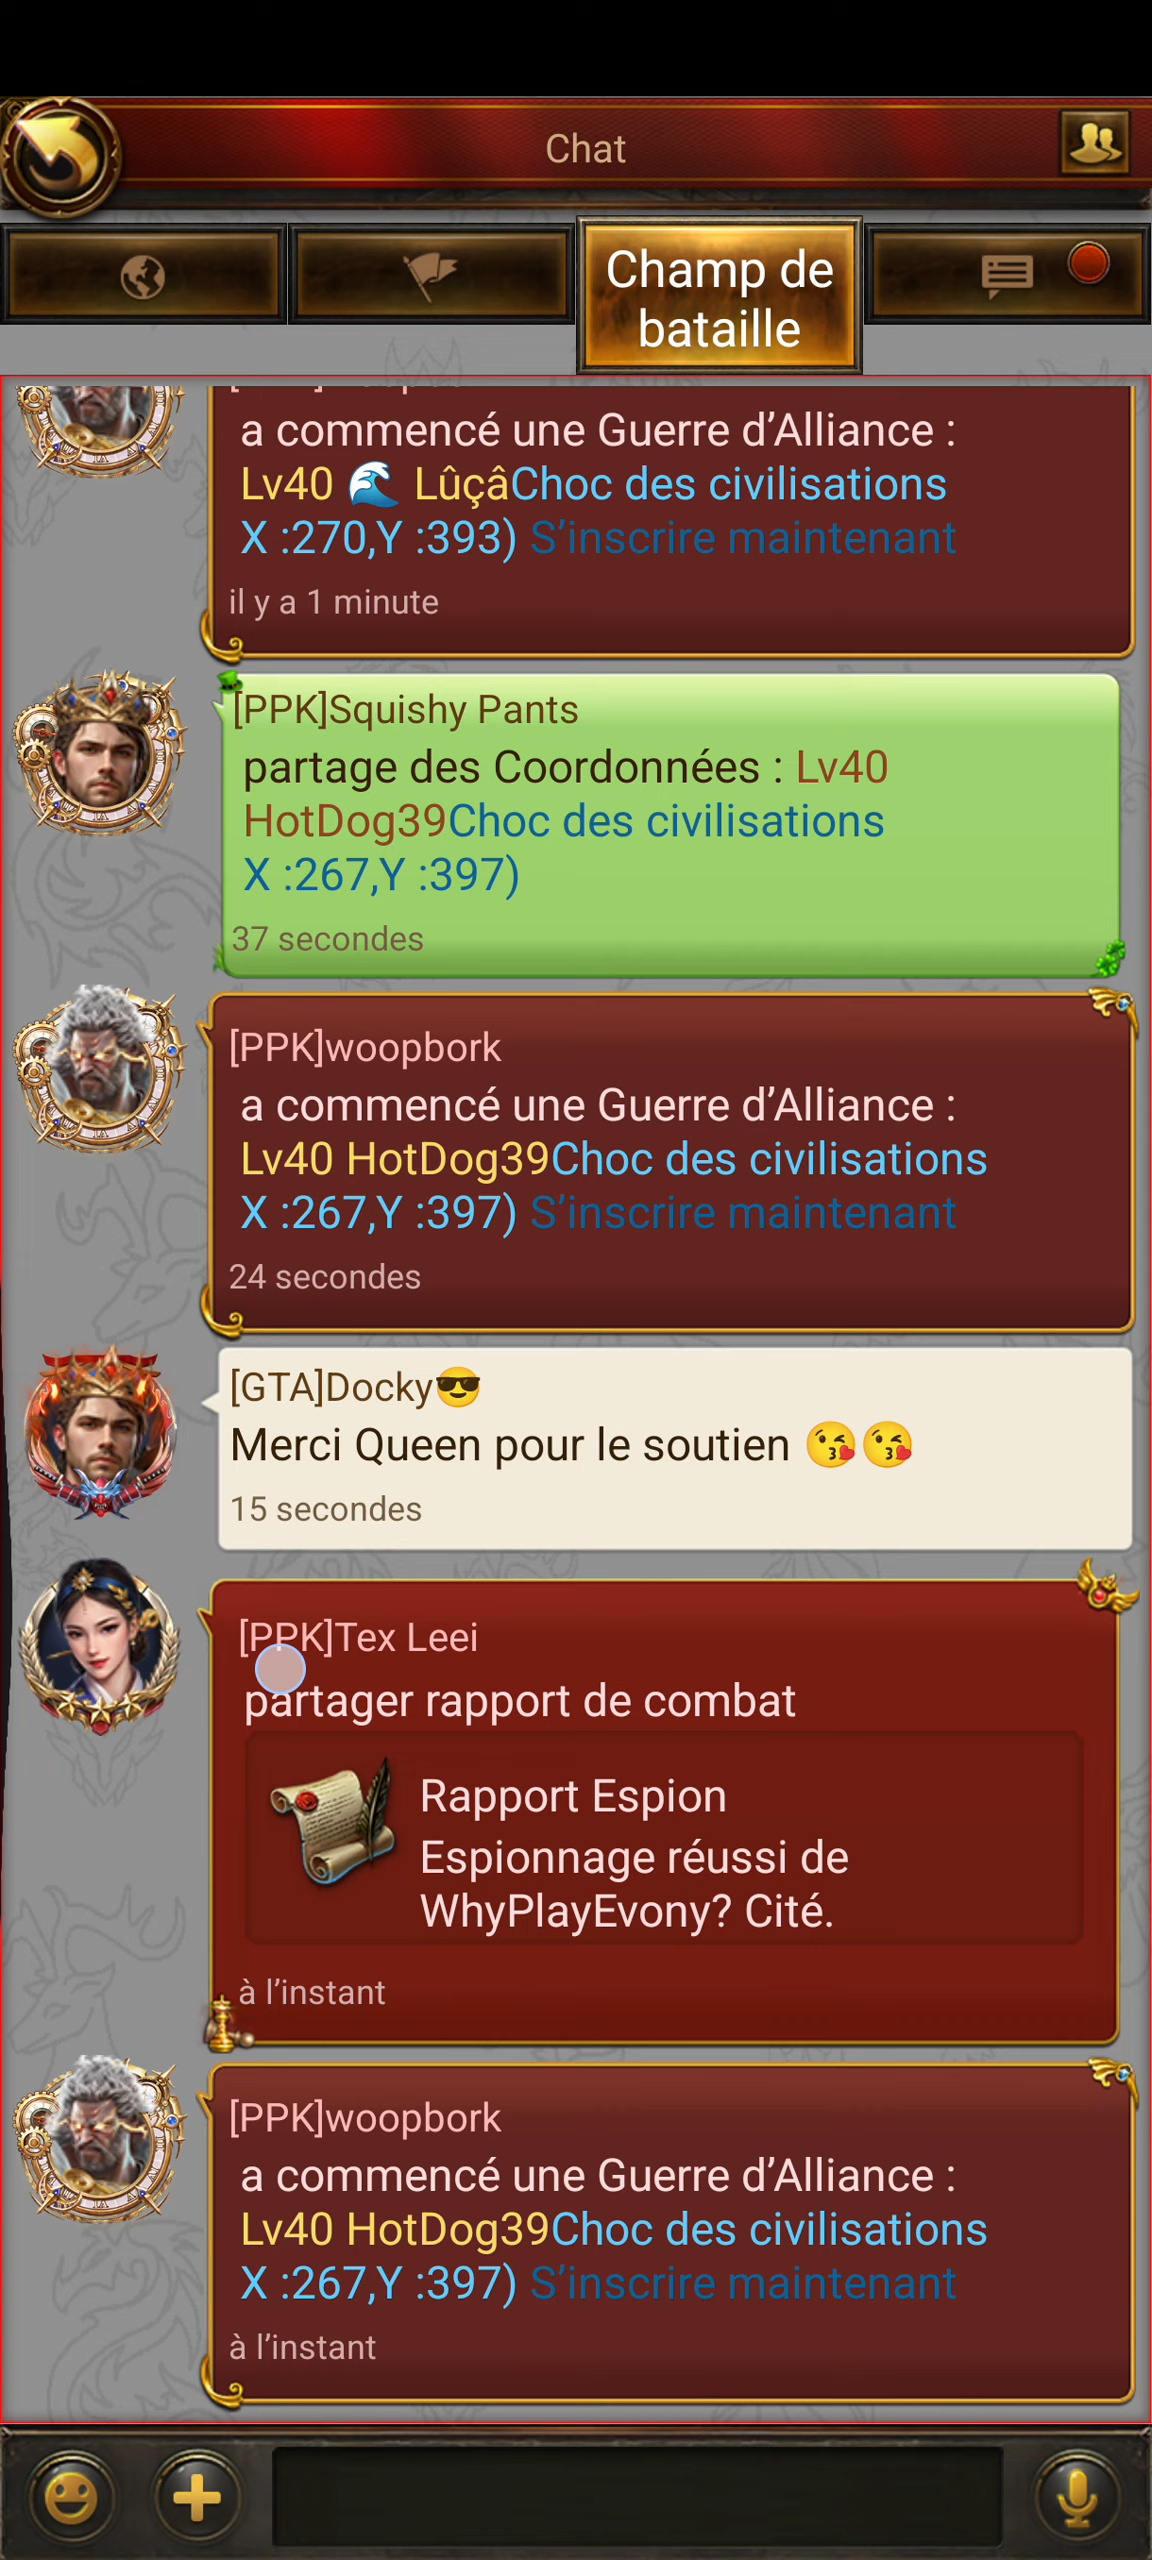 Chat
Champ de
bataille
a commencé une Guerre d’Alliance :
Lv40 🌊 LûçâChoc des civilisations
X :270,Y :393) S’inscrire maintenant
il y a 1 minute
[PPK]Squishy Pants
partage des Coordonnées : Lv40
HotDog39Choc des civilisations
X :267,Y :397)
37 secondes
[PPK]woopbork
a commencé une Guerre d’Alliance :
Lv40 HotDog39Choc des civilisations
X :267,Y :397) S’inscrire maintenant
24 secondes
[GTA]Docky😎
Merci Queen pour le soutien 😘😘
15 secondes
[PPK]Tex Leei
partager rapport de combat
Rapport Espion
Espionnage réussi de
WhyPlayEvony? Cité.
à l’instant
[PPK]woopbork
a commencé une Guerre d’Alliance :
Lv40 HotDog39Choc des civilisations
X :267,Y :397) S’inscrire maintenant
à l’instant